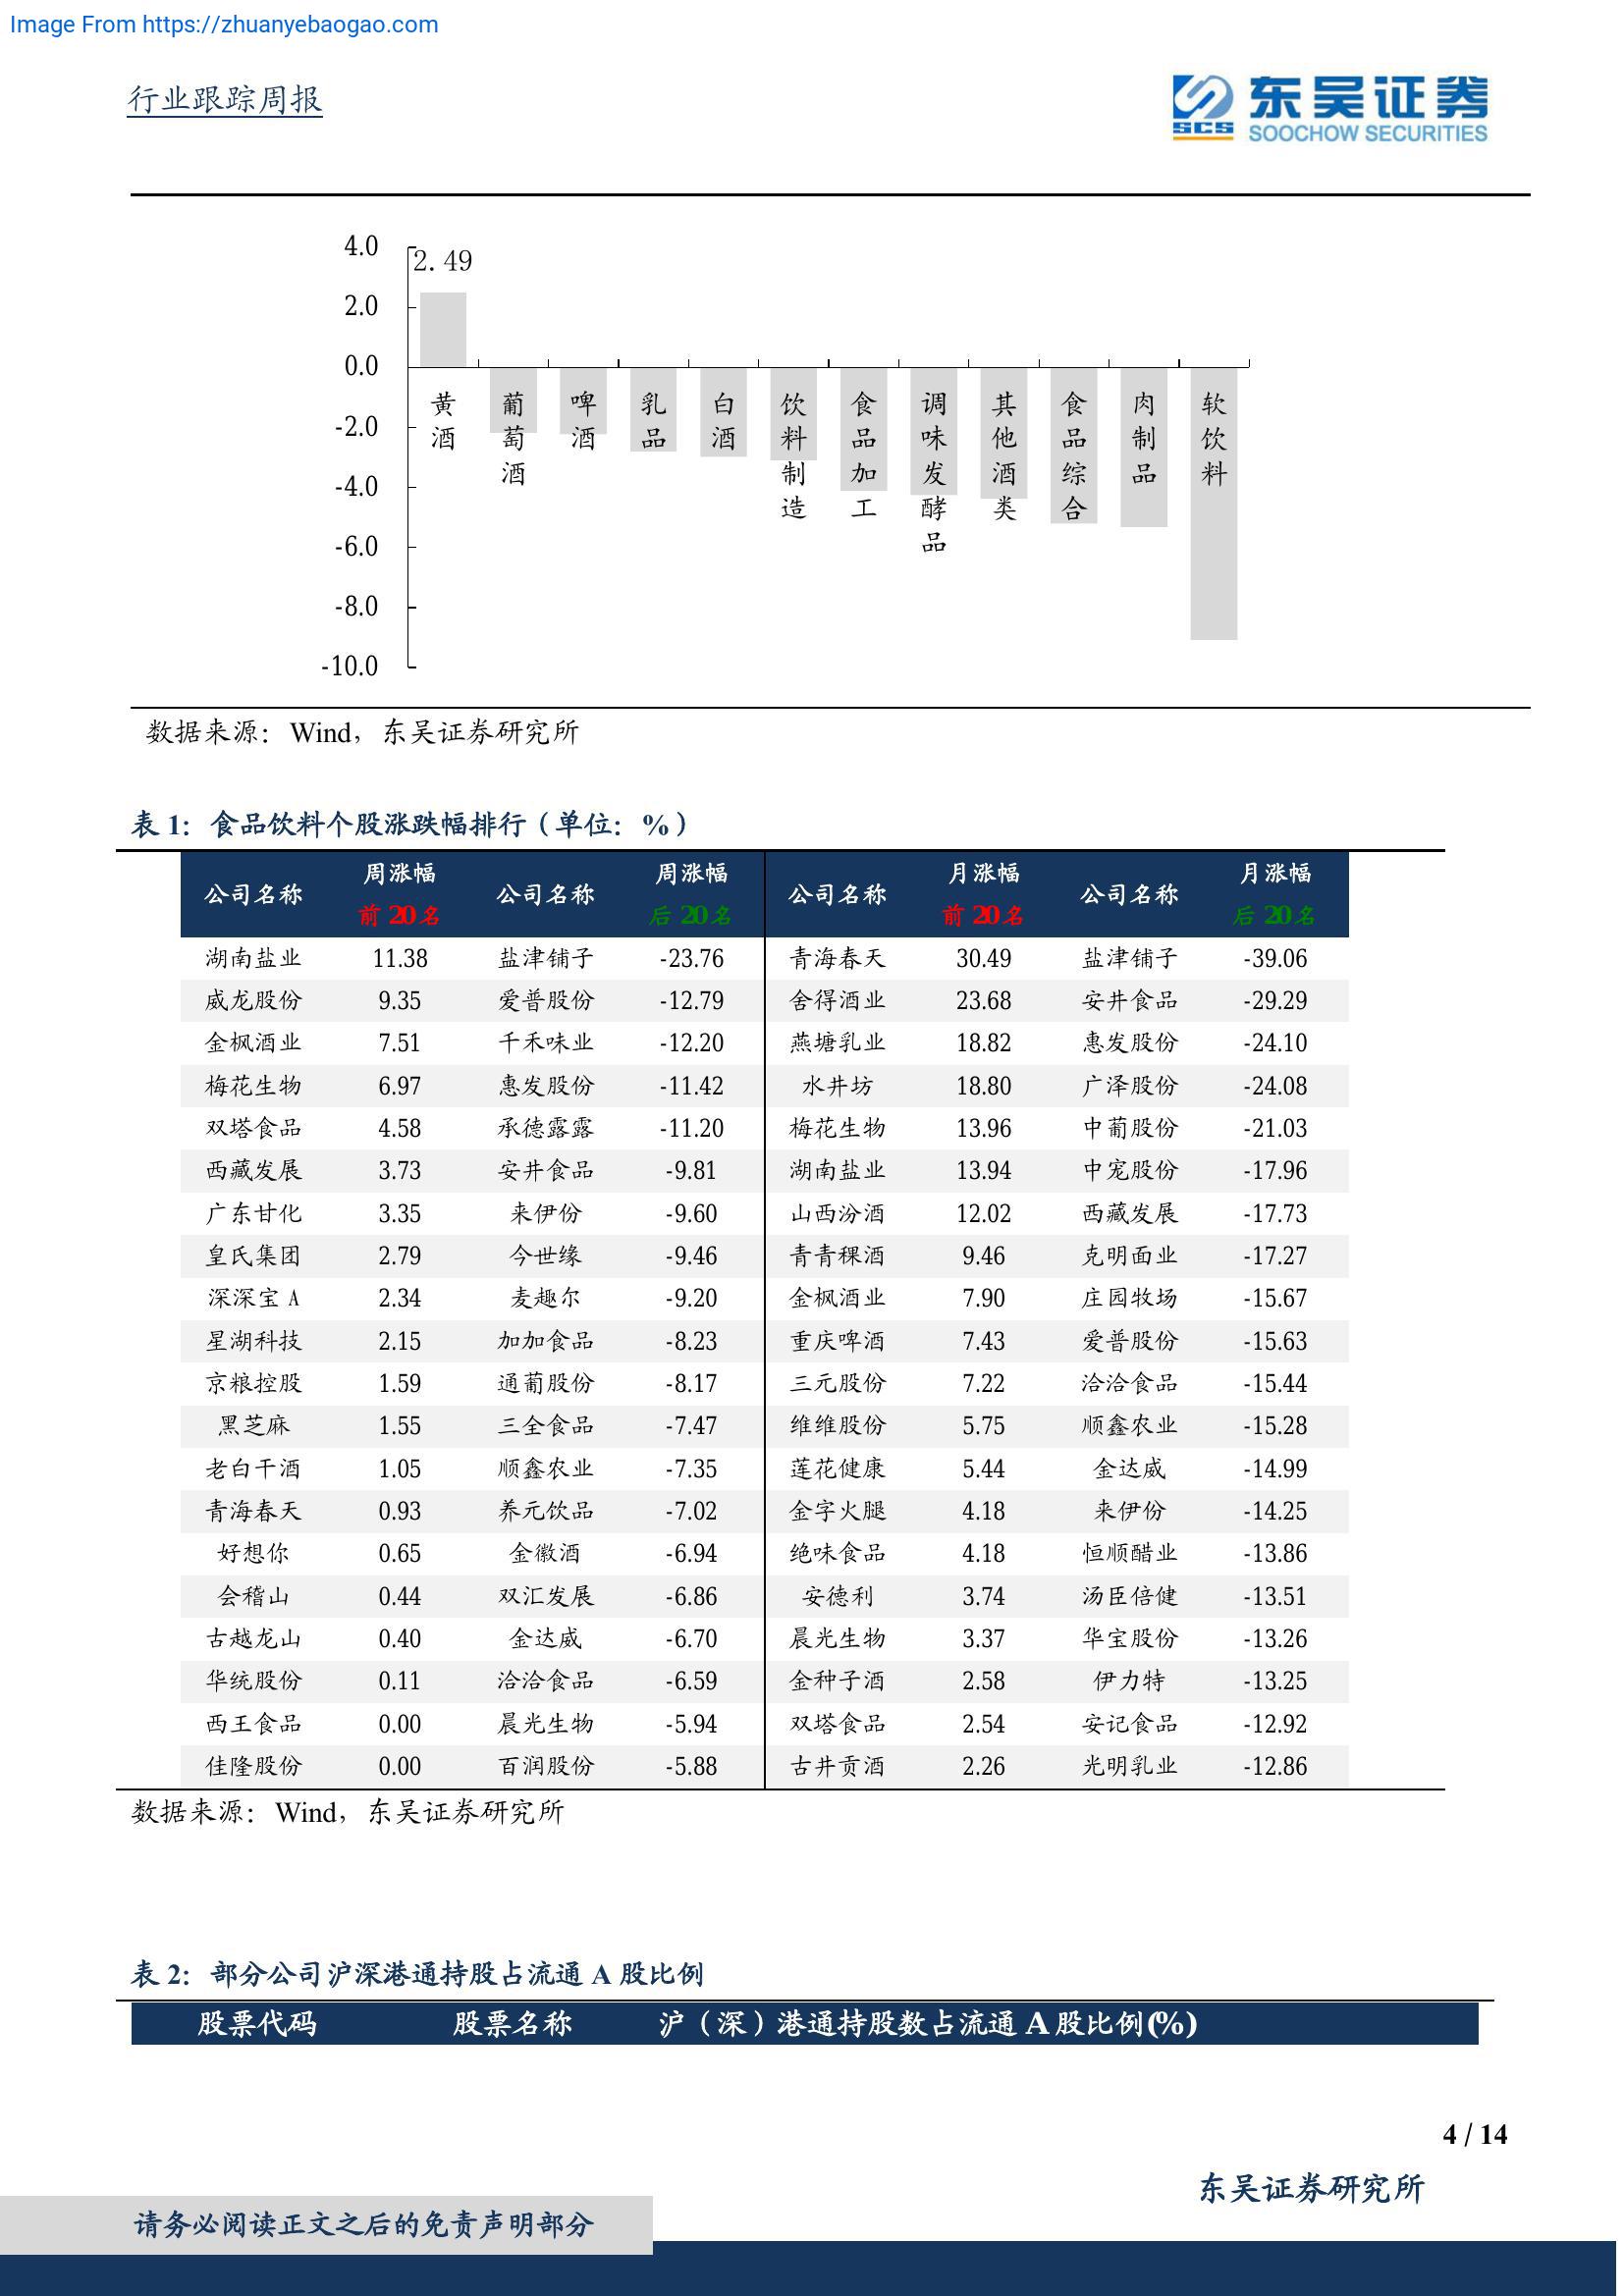 Image From https://zhuanyebaogao.com
行业跟踪周报
东吴证券
SCS
SOOCHOW SECURITIES
4.0
2.49
2.0
0.0
-2.0
-4.0
-6.0
-8.0
-10.0
黄酒
葡萄酒
啤酒
乳品
白酒
饮料制造
食品加工
调味发酵品
其他酒类
食品综合
肉制品
软饮料
数据来源：Wind，东吴证券研究所
表 1：食品饮料个股涨跌幅排行（单位：%）
公司名称 周涨幅 前 20 名 公司名称 周涨幅 后 20 名 公司名称 月涨幅 前 20 名 公司名称 月涨幅 后 20 名
湖南盐业 11.38 盐津铺子 -23.76 青海春天 30.49 盐津铺子 -39.06
威龙股份 9.35 爱普股份 -12.79 舍得酒业 23.68 安井食品 -29.29
金枫酒业 7.51 千禾味业 -12.20 燕塘乳业 18.82 惠发股份 -24.10
梅花生物 6.97 惠发股份 -11.42 水井坊 18.80 广泽股份 -24.08
双塔食品 4.58 承德露露 -11.20 梅花生物 13.96 中葡股份 -21.03
西藏发展 3.73 安井食品 -9.81 湖南盐业 13.94 中宠股份 -17.96
广东甘化 3.35 来伊份 -9.60 山西汾酒 12.02 西藏发展 -17.73
皇氏集团 2.79 今世缘 -9.46 青青稞酒 9.46 克明面业 -17.27
深深宝 A 2.34 麦趣尔 -9.20 金枫酒业 7.90 庄园牧场 -15.67
星湖科技 2.15 加加食品 -8.23 重庆啤酒 7.43 爱普股份 -15.63
京粮控股 1.59 通葡股份 -8.17 三元股份 7.22 洽洽食品 -15.44
黑芝麻 1.55 三全食品 -7.47 维维股份 5.75 顺鑫农业 -15.28
老白干酒 1.05 顺鑫农业 -7.35 莲花健康 5.44 金达威 -14.99
青海春天 0.93 养元饮品 -7.02 金字火腿 4.18 来伊份 -14.25
好想你 0.65 金徽酒 -6.94 绝味食品 4.18 恒顺醋业 -13.86
会稽山 0.44 双汇发展 -6.86 安德利 3.74 汤臣倍健 -13.51
古越龙山 0.40 金达威 -6.70 晨光生物 3.37 华宝股份 -13.26
华统股份 0.11 洽洽食品 -6.59 金种子酒 2.58 伊力特 -13.25
西王食品 0.00 晨光生物 -5.94 双塔食品 2.54 安记食品 -12.92
佳隆股份 0.00 百润股份 -5.88 古井贡酒 2.26 光明乳业 -12.86
数据来源：Wind，东吴证券研究所
表 2：部分公司沪深港通持股占流通 A 股比例
股票代码 股票名称 沪（深）港通持股数占流通 A 股比例(%)
4 / 14
东吴证券研究所
请务必阅读正文之后的免责声明部分